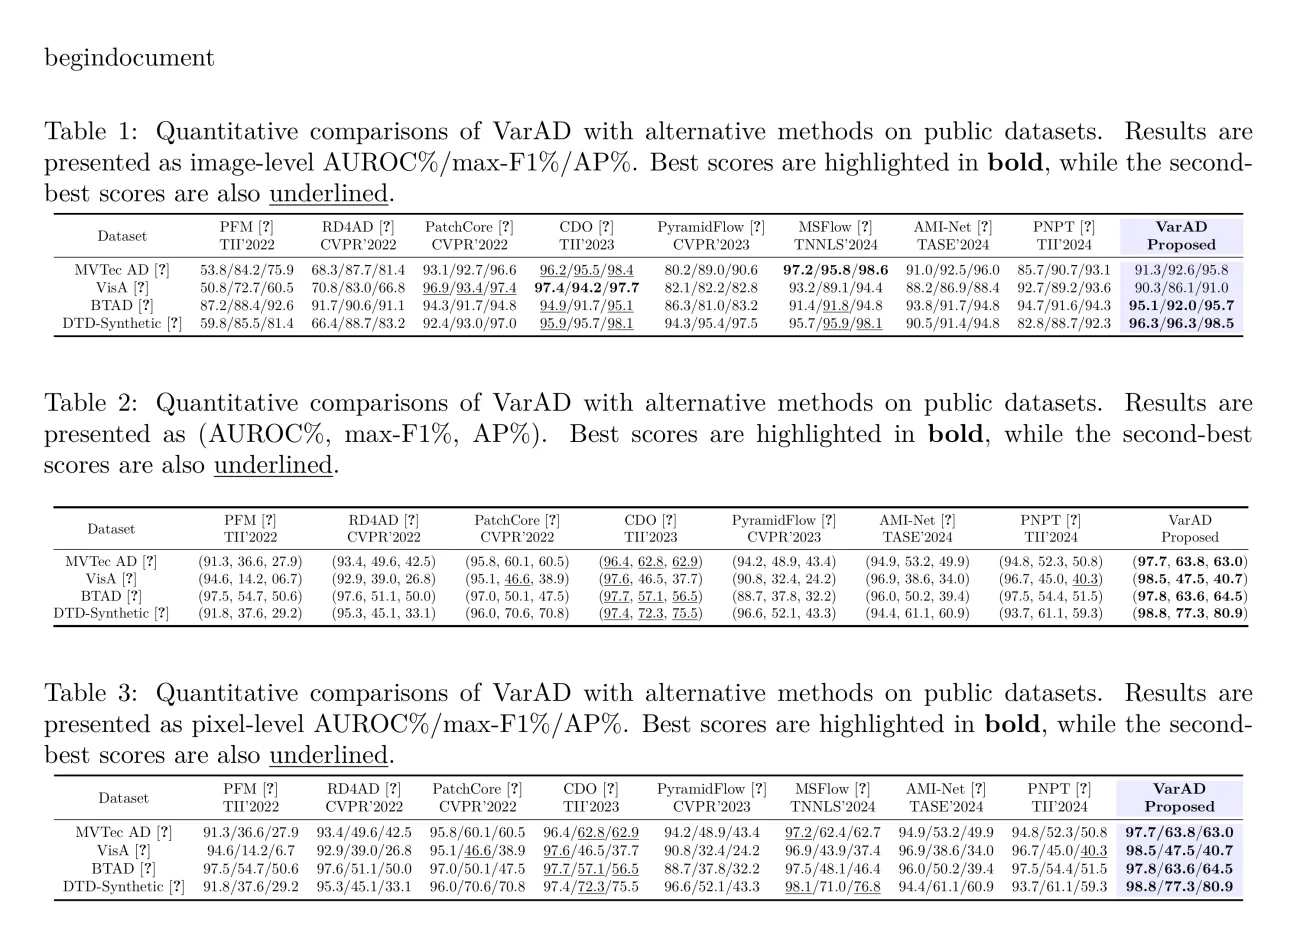 begindocument
Table 1: Quantitative comparisons of VarAD with alternative methods on public datasets. Results are
presented as image-level AUROC%/max-F1%/AP%. Best scores are highlighted in bold, while the second-
best scores are also underlined.
Dataset PFM [?] RD4AD [?] PatchCore [?] CDO [?] PyramidFlow [?] MSFlow [?] AMI-Net [?] PNPT [?] VarAD
TII'2022 CVPR'2022 CVPR'2022 TII'2023 CVPR'2023 TNNLS'2024 TASE'2024 TII'2024 Proposed
MVTec AD [?] 53.8/84.2/75.9 68.3/87.7/81.4 93.1/92.7/96.6 96.2/95.5/98.4 80.2/89.0/90.6 97.2/95.8/98.6 91.0/92.5/96.0 85.7/90.7/93.1 91.3/92.6/95.8
VisA [?] 50.8/72.7/60.5 70.8/83.0/66.8 96.9/93.4/97.4 97.4/94.2/97.7 82.1/82.2/82.8 93.2/89.1/94.4 88.2/86.9/88.4 92.7/89.2/93.6 90.3/86.1/91.0
BTAD [?] 87.2/88.4/92.6 91.7/90.6/91.1 94.3/91.7/94.8 94.9/91.7/95.1 86.3/81.0/83.2 91.4/91.8/94.8 93.8/91.7/94.8 94.7/91.6/94.3 95.1/92.0/95.7
DTD-Synthetic [?] 59.8/85.5/81.4 66.4/88.7/83.2 92.4/93.0/97.0 95.9/95.7/98.1 94.3/95.4/97.5 95.7/95.9/98.1 90.5/91.4/94.8 82.8/88.7/92.3 96.3/96.3/98.5
Table 2: Quantitative comparisons of VarAD with alternative methods on public datasets. Results are
presented as (AUROC%, max-F1%, AP%). Best scores are highlighted in bold, while the second-best
scores are also underlined.
Dataset PFM [?] RD4AD [?] PatchCore [?] CDO [?] PyramidFlow [?] AMI-Net [?] PNPT [?] VarAD
TII'2022 CVPR'2022 CVPR'2022 TII'2023 CVPR'2023 TASE'2024 TII'2024 Proposed
MVTec AD [?] (91.3, 36.6, 27.9) (93.4, 49.6, 42.5) (95.8, 60.1, 60.5) (96.4, 62.8, 62.9) (94.2, 48.9, 43.4) (94.9, 53.2, 49.9) (94.8, 52.3, 50.8) (97.7, 63.8, 63.0)
VisA [?] (94.6, 14.2, 06.7) (92.9, 39.0, 26.8) (95.1, 46.6, 38.9) (97.6, 46.5, 37.7) (90.8, 32.4, 24.2) (96.9, 38.6, 34.0) (96.7, 45.0, 40.3) (98.5, 47.5, 40.7)
BTAD [?] (97.5, 54.7, 50.6) (97.6, 51.1, 50.0) (97.0, 50.1, 47.5) (97.7, 57.1, 56.5) (88.7, 37.8, 32.2) (96.0, 50.2, 39.4) (97.5, 54.4, 51.5) (97.8, 63.6, 64.5)
DTD-Synthetic [?] (91.8, 37.6, 29.2) (95.3, 45.1, 33.1) (96.0, 70.6, 70.8) (97.4, 72.3, 75.5) (96.6, 52.1, 43.3) (94.4, 61.1, 60.9) (93.7, 61.1, 59.3) (98.8, 77.3, 80.9)
Table 3: Quantitative comparisons of VarAD with alternative methods on public datasets. Results are
presented as pixel-level AUROC%/max-F1%/AP%. Best scores are highlighted in bold, while the second-
best scores are also underlined.
Dataset PFM [?] RD4AD [?] PatchCore [?] CDO [?] PyramidFlow [?] MSFlow [?] AMI-Net [?] PNPT [?] VarAD
TII'2022 CVPR'2022 CVPR'2022 TII'2023 CVPR'2023 TNNLS'2024 TASE'2024 TII'2024 Proposed
MVTec AD [?] 91.3/36.6/27.9 93.4/49.6/42.5 95.8/60.1/60.5 96.4/62.8/62.9 94.2/48.9/43.4 97.2/62.4/62.7 94.9/53.2/49.9 94.8/52.3/50.8 97.7/63.8/63.0
VisA [?] 94.6/14.2/6.7 92.9/39.0/26.8 95.1/46.6/38.9 97.6/46.5/37.7 90.8/32.4/24.2 96.9/43.9/37.4 96.9/38.6/34.0 96.7/45.0/40.3 98.5/47.5/40.7
BTAD [?] 97.5/54.7/50.6 97.6/51.1/50.0 97.0/50.1/47.5 97.7/57.1/56.5 88.7/37.8/32.2 97.5/48.1/46.4 96.0/50.2/39.4 97.5/54.4/51.5 97.8/63.6/64.5
DTD-Synthetic [?] 91.8/37.6/29.2 95.3/45.1/33.1 96.0/70.6/70.8 97.4/72.3/75.5 96.6/52.1/43.3 98.1/71.0/76.8 94.4/61.1/60.9 93.7/61.1/59.3 98.8/77.3/80.9